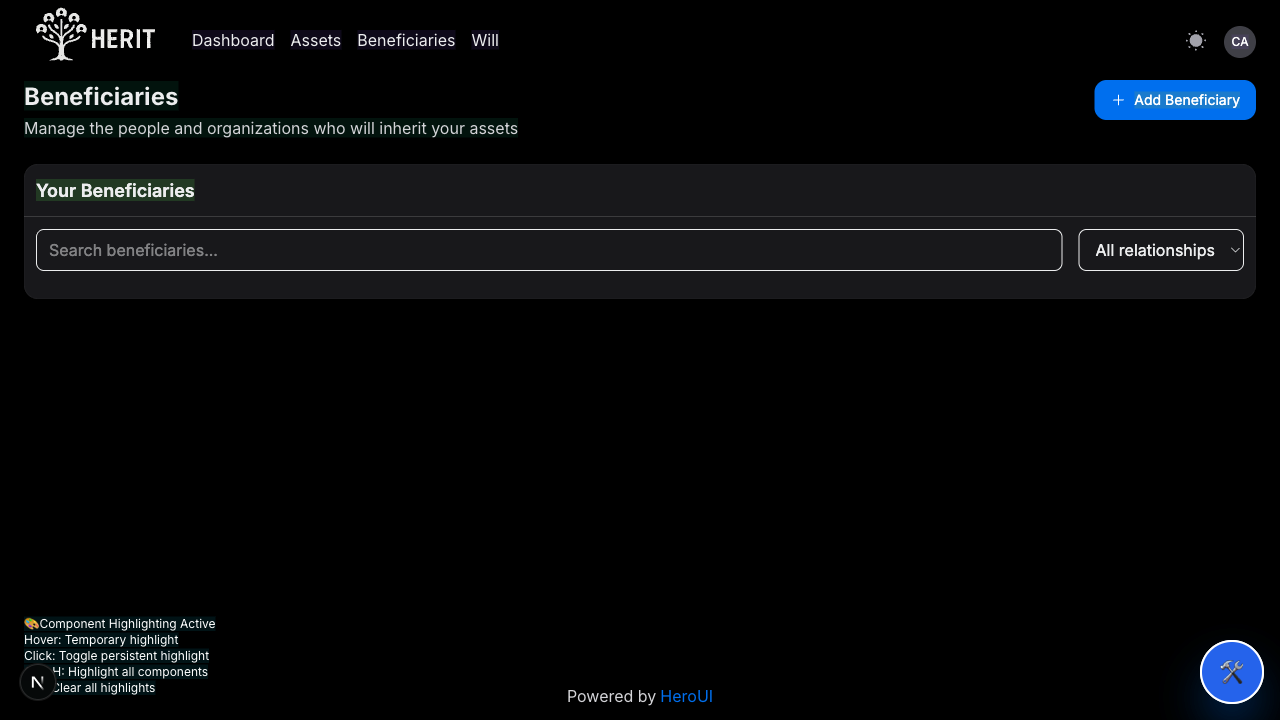 HERIT
Dashboard Assets Beneficiaries Will
CA
Beneficiaries
Add Beneficiary
Manage the people and organizations who will inherit your assets
Your Beneficiaries
Search beneficiaries...
All relationships
Component Highlighting Active
Hover: Temporary highlight
Click: Toggle persistent highlight
H: Highlight all components
Clear all highlights
N
Powered by HeroUI